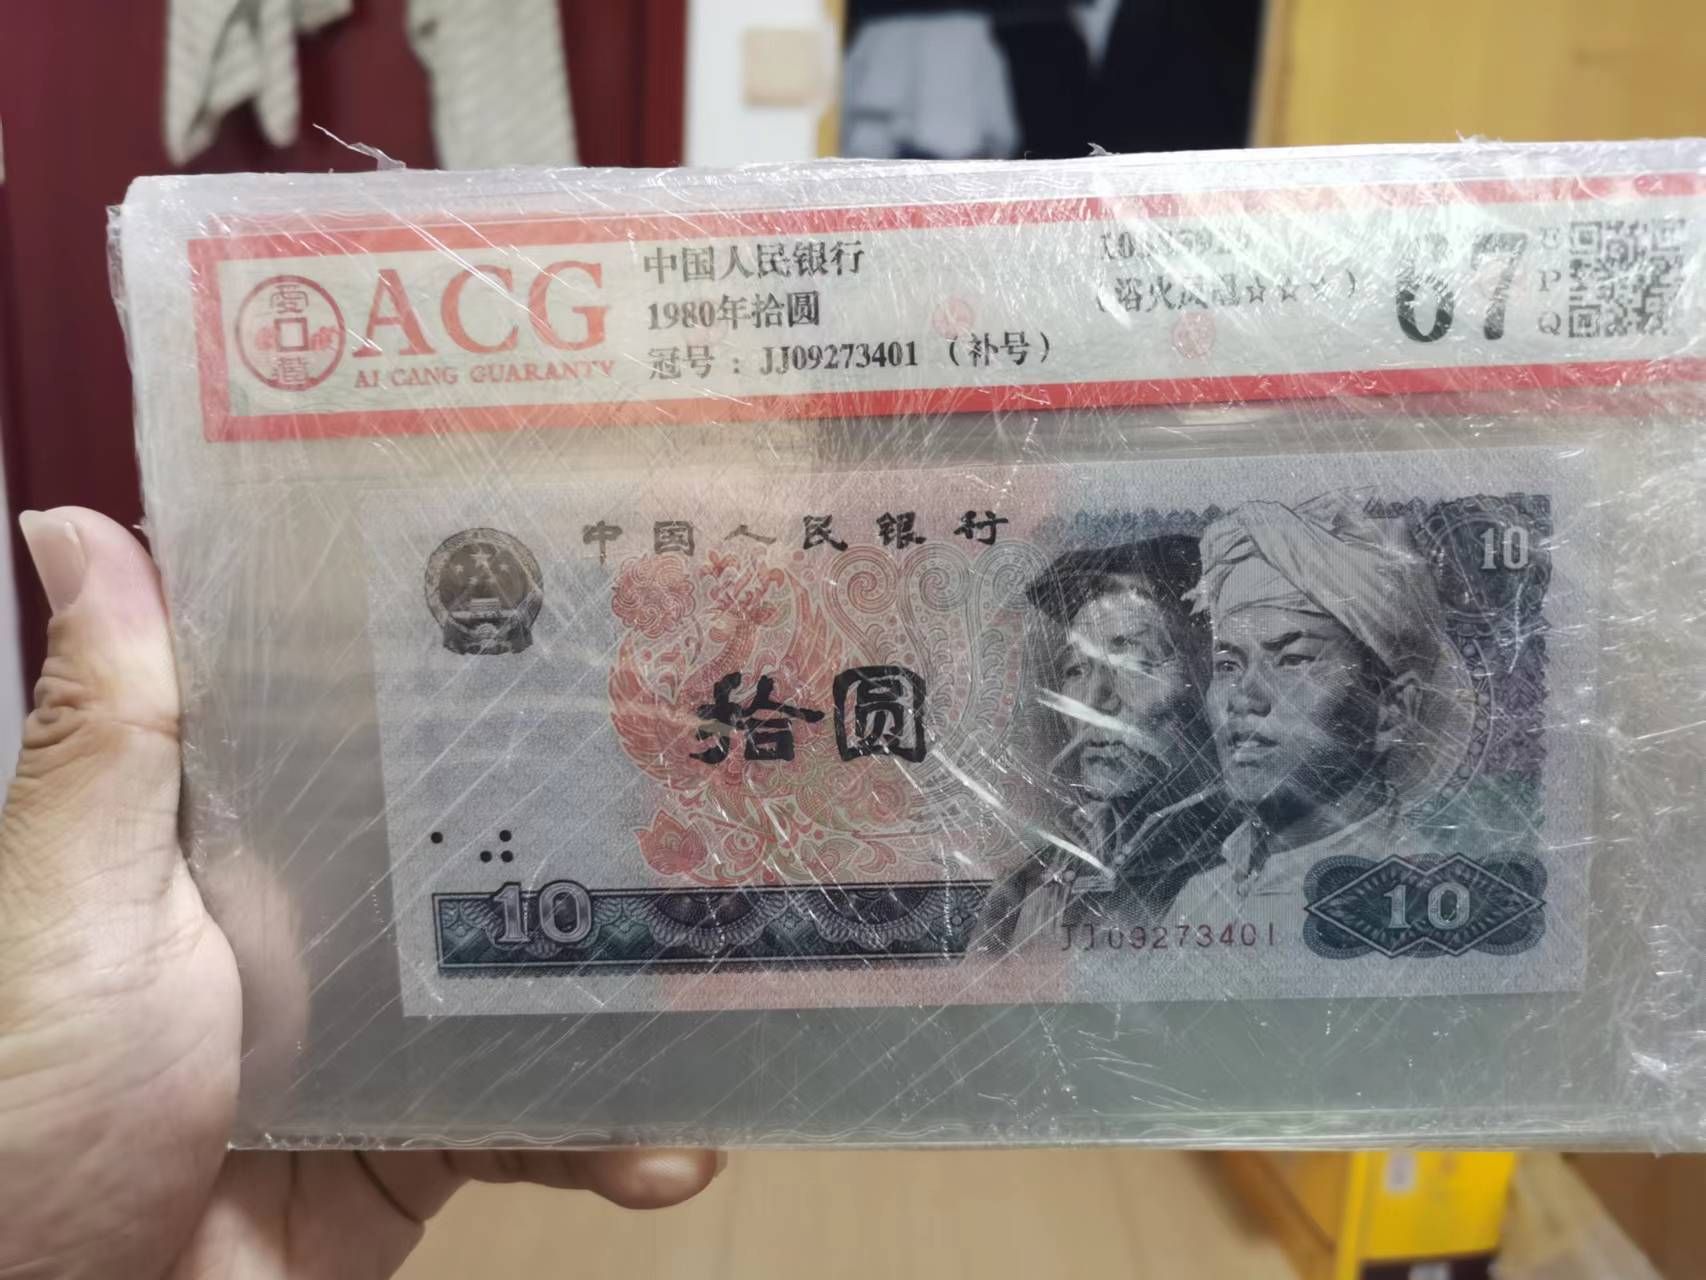 ACG
AI CANG GUARANTY
中国人民银行
1980年拾圆
冠号：JJ09273401（补号）
67
E
P
Q
中国人民银行
10
拾圆
10
JJ09273401
10